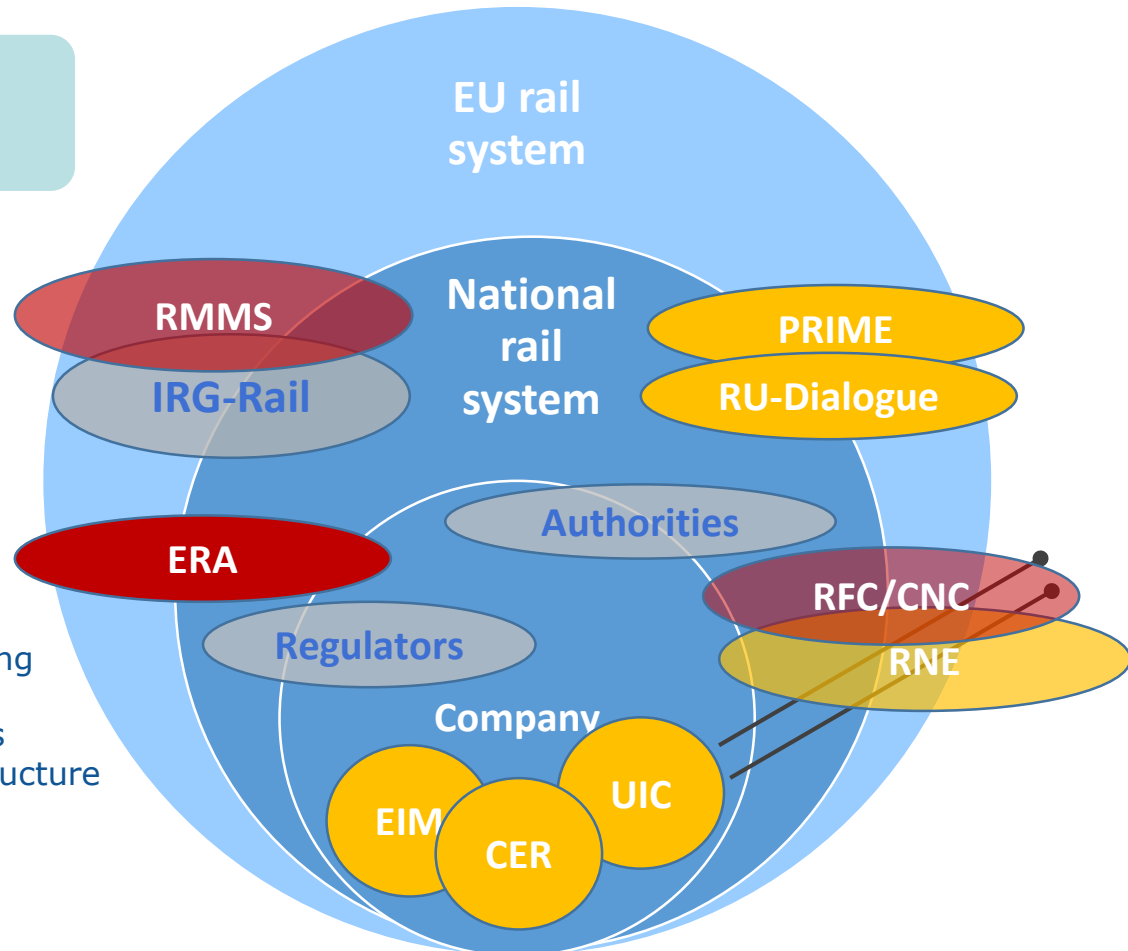 EU rail
system
National
rail
system
RMMS
IRG-Rail
PRIME
RU-Dialogue
Authorities
ERA
RFC/CNC
RNE
Regulators
Company
EIM
CER
UIC
ng
s
ucture